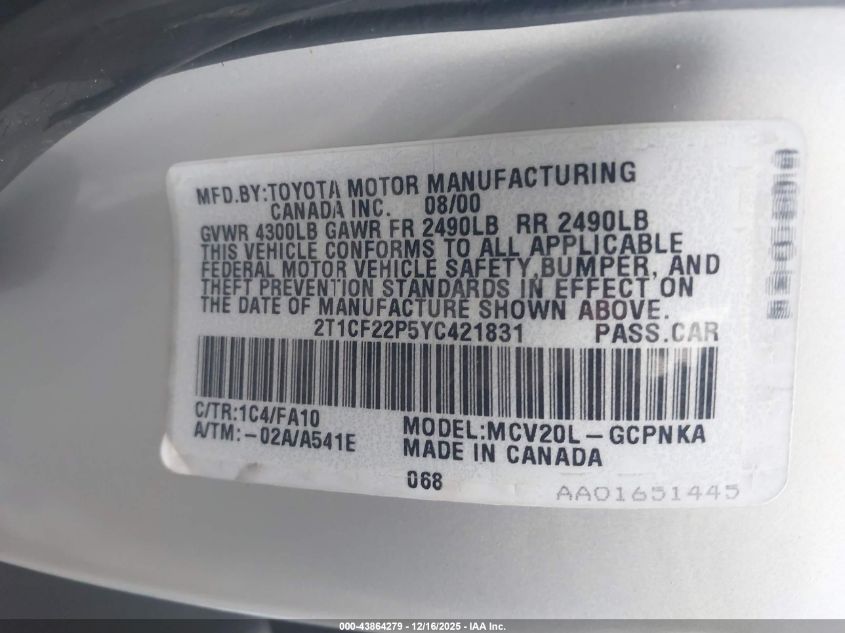 MFD.BY:TOYOTA MOTOR MANUFACTURING
CANADA INC. 08/00
GVWR 4300LB GAWR FR 2490LB RR 2490LB
THIS VEHICLE CONFORMS TO ALL APPLICABLE
FEDERAL MOTOR VEHICLE SAFETY, BUMPER, AND
THEFT PREVENTION STANDARDS IN EFFECT ON
THE DATE OF MANUFACTURE SHOWN ABOVE.
2T1CF22P5YC421831 PASS.CAR
C/TR:1C4/FA10
A/TM:-02A/A541E
MODEL:MCV20L-GCPNKA
MADE IN CANADA
068
AA01651445
000-43864279 - 12/16/2025 - IAA Inc.